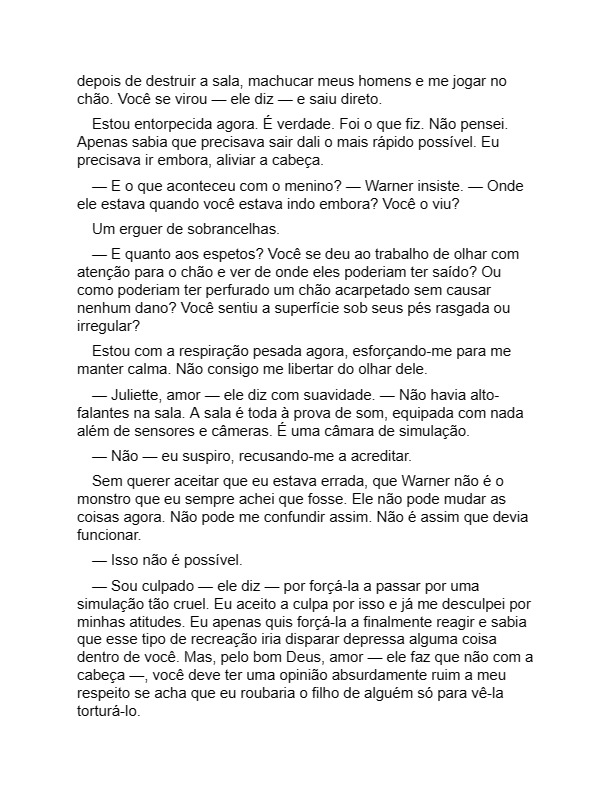 depois de destruir a sala, machucar meus homens e me jogar no
chão. Você se virou — ele diz — e saiu direto.
Estou entorpecida agora. É verdade. Foi o que fiz. Não pensei.
Apenas sabia que precisava sair dali o mais rápido possível. Eu
precisava ir embora, aliviar a cabeça.
— E o que aconteceu com o menino? — Warner insiste. — Onde
ele estava quando você estava indo embora? Você o viu?
Um erguer de sobrancelhas.
— E quanto aos espetos? Você se deu ao trabalho de olhar com
atenção para o chão e ver de onde eles poderiam ter saído? Ou
como poderiam ter perfurado um chão acarpetado sem causar
nenhum dano? Você sentiu a superfície sob seus pés rasgada ou
irregular?
Estou com a respiração pesada agora, esforçando-me para me
manter calma. Não consigo me libertar do olhar dele.
— Juliette, amor — ele diz com suavidade. — Não havia alto-
falantes na sala. A sala é toda à prova de som, equipada com nada
além de sensores e câmeras. É uma câmara de simulação.
— Não — eu suspiro, recusando-me a acreditar.
Sem querer aceitar que eu estava errada, que Warner não é o
monstro que eu sempre achei que fosse. Ele não pode mudar as
coisas agora. Não pode me confundir assim. Não é assim que devia
funcionar.
— Isso não é possível.
— Sou culpado — ele diz — por forçá-la a passar por uma
simulação tão cruel. Eu aceito a culpa por isso e já me desculpei por
minhas atitudes. Eu apenas quis forçá-la a finalmente reagir e sabia
que esse tipo de recreação iria disparar depressa alguma coisa
dentro de você. Mas, pelo bom Deus, amor — ele faz que não com a
cabeça —, você deve ter uma opinião absurdamente ruim a meu
respeito se acha que eu roubaria o filho de alguém só para vê-la
torturá-lo.